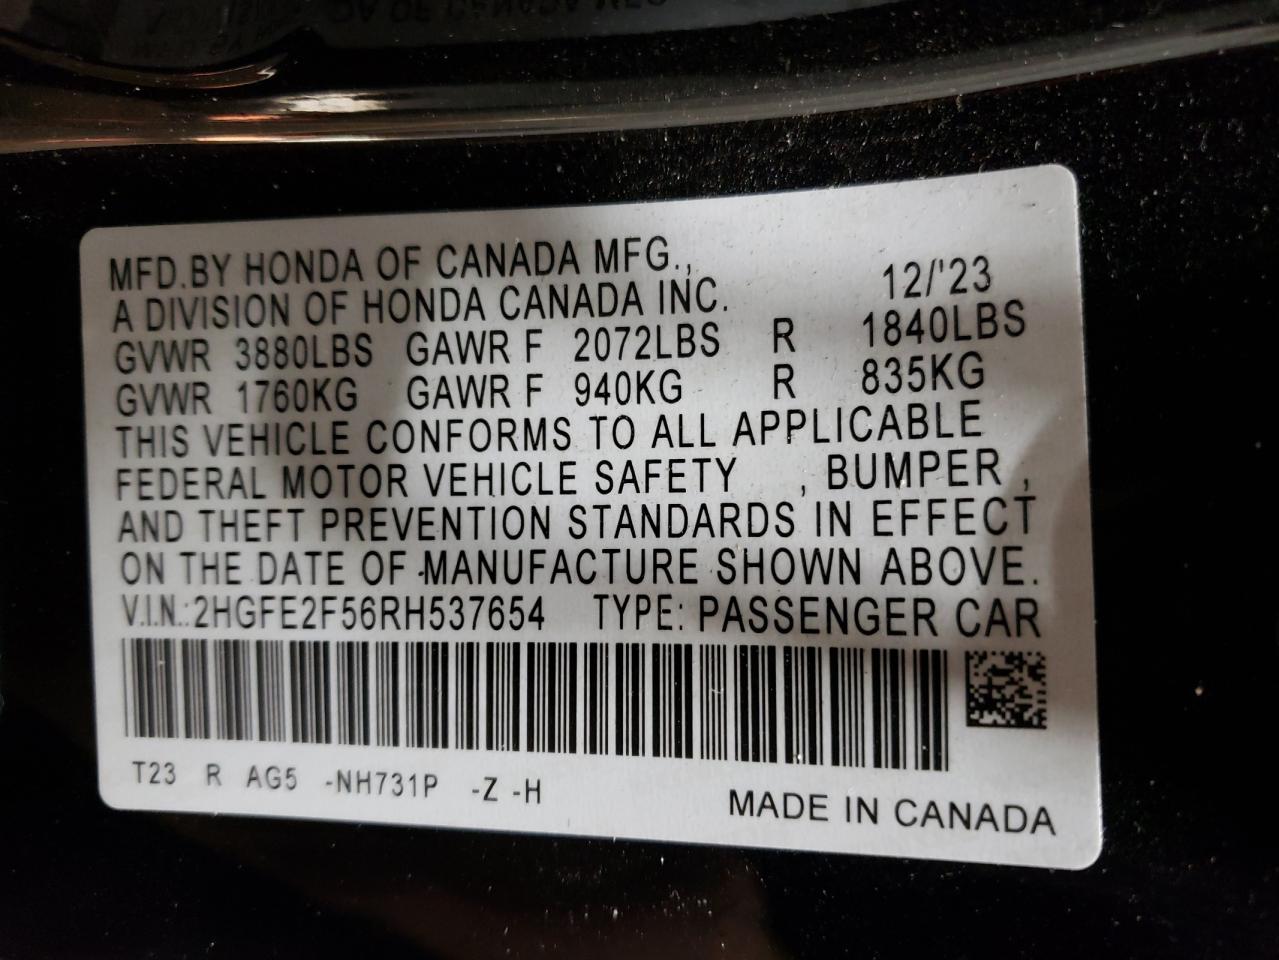 MFD.BY HONDA OF CANADA MFG.,
A DIVISION OF HONDA CANADA INC. 12/'23
GVWR 3880LBS GAWR F 2072LBS R 1840LBS
GVWR 1760KG GAWR F 940KG R 835KG
THIS VEHICLE CONFORMS TO ALL APPLICABLE
FEDERAL MOTOR VEHICLE SAFETY , BUMPER ,
AND THEFT PREVENTION STANDARDS IN EFFECT
ON THE DATE OF MANUFACTURE SHOWN ABOVE.
V.I.N.:2HGFE2F56RH537654 TYPE: PASSENGER CAR
T23 R AG5 -NH731P -Z -H
MADE IN CANADA